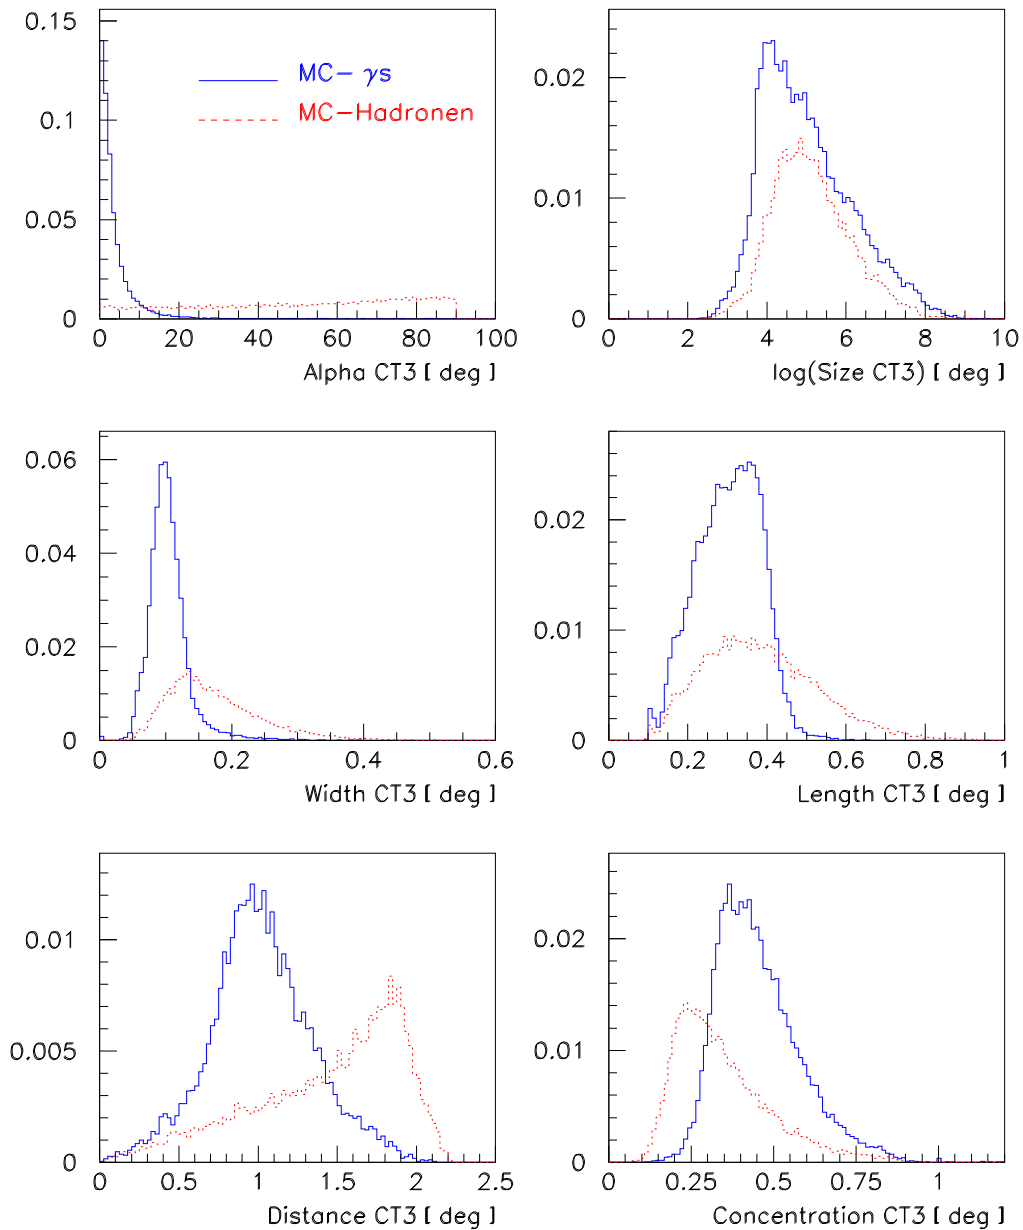 0.15
0.1
0.05
0
0 20 40 60 80 100
Alpha CT3 [ deg ]
MC- γs
MC-Hadronen
0.02
0.01
0
0 2 4 6 8 10
log(Size CT3) [ deg ]
0.06
0.04
0.02
0
0 0.2 0.4 0.6
Width CT3 [ deg ]
0.02
0.01
0
0 0.2 0.4 0.6 0.8 1
Length CT3 [ deg ]
0.01
0.005
0
0 0.5 1 1.5 2 2.5
Distance CT3 [ deg ]
0.02
0.01
0
0 0.25 0.5 0.75 1
Concentration CT3 [ deg ]